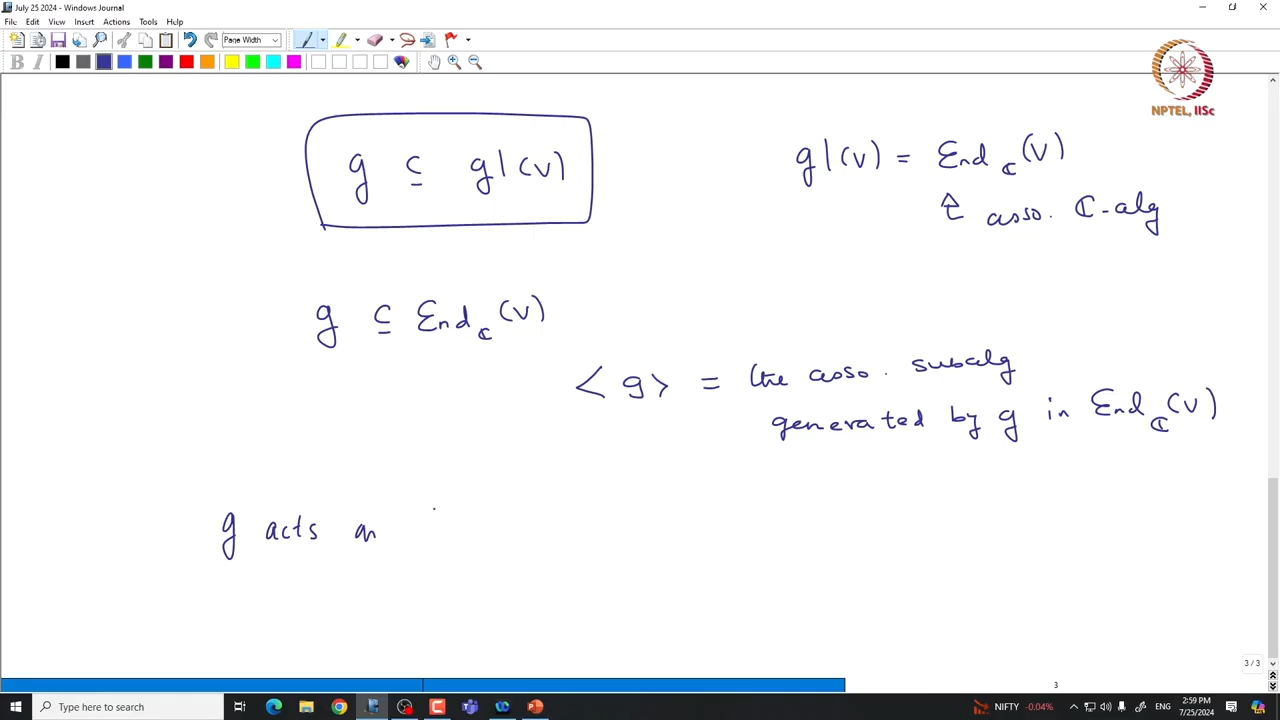 July 25 2024 - Windows Journal
File Edit View Insert Actions Tools Help
Page Width
B I
NPTEL, IISc
g ⊆ gl(V)
gl(V) = End_ℂ(V)
↑ asso. ℂ-alg
g ⊆ End_ℂ(V)
<g> = the asso. subalg
generated by g in End_ℂ(V)
g acts on
3 / 3
3
Type here to search
NIFTY -0.04%
ENG
2:59 PM
7/25/2024